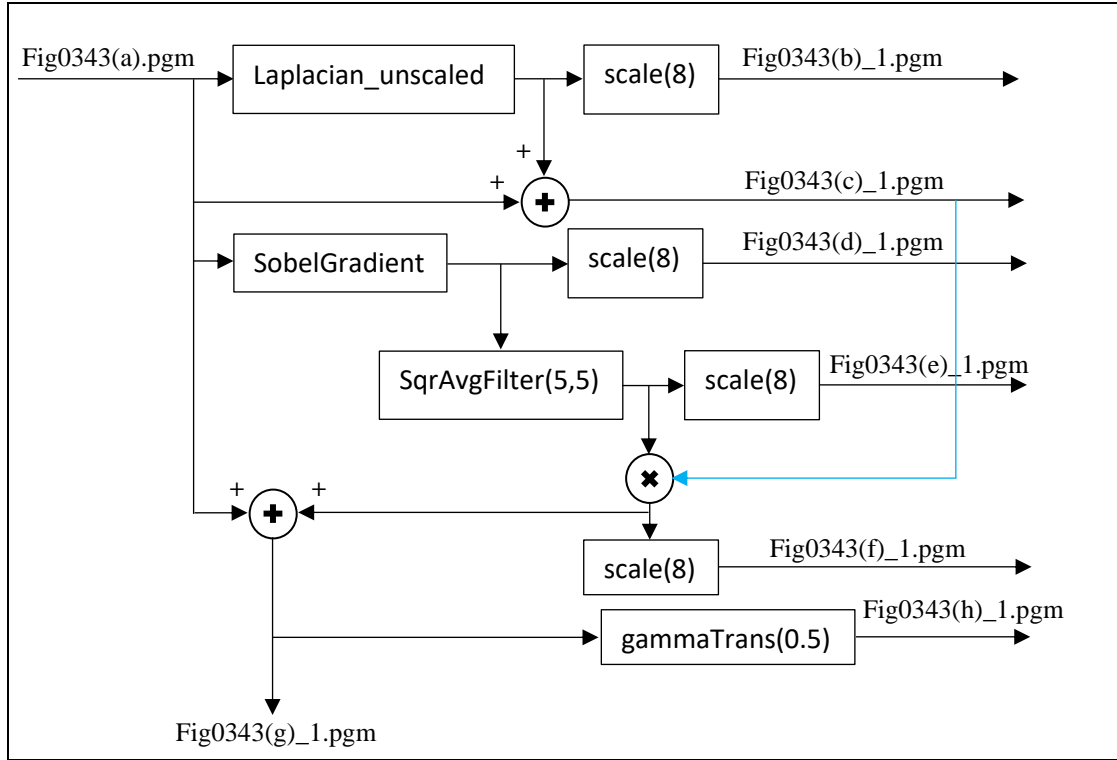 Fig0343(a).pgm
Laplacian_unscaled
scale(8)
Fig0343(b)_1.pgm
+
+
+
Fig0343(c)_1.pgm
SobelGradient
scale(8)
Fig0343(d)_1.pgm
SqrAvgFilter(5,5)
scale(8)
Fig0343(e)_1.pgm
×
+
+
+
scale(8)
Fig0343(f)_1.pgm
gammaTrans(0.5)
Fig0343(h)_1.pgm
Fig0343(g)_1.pgm